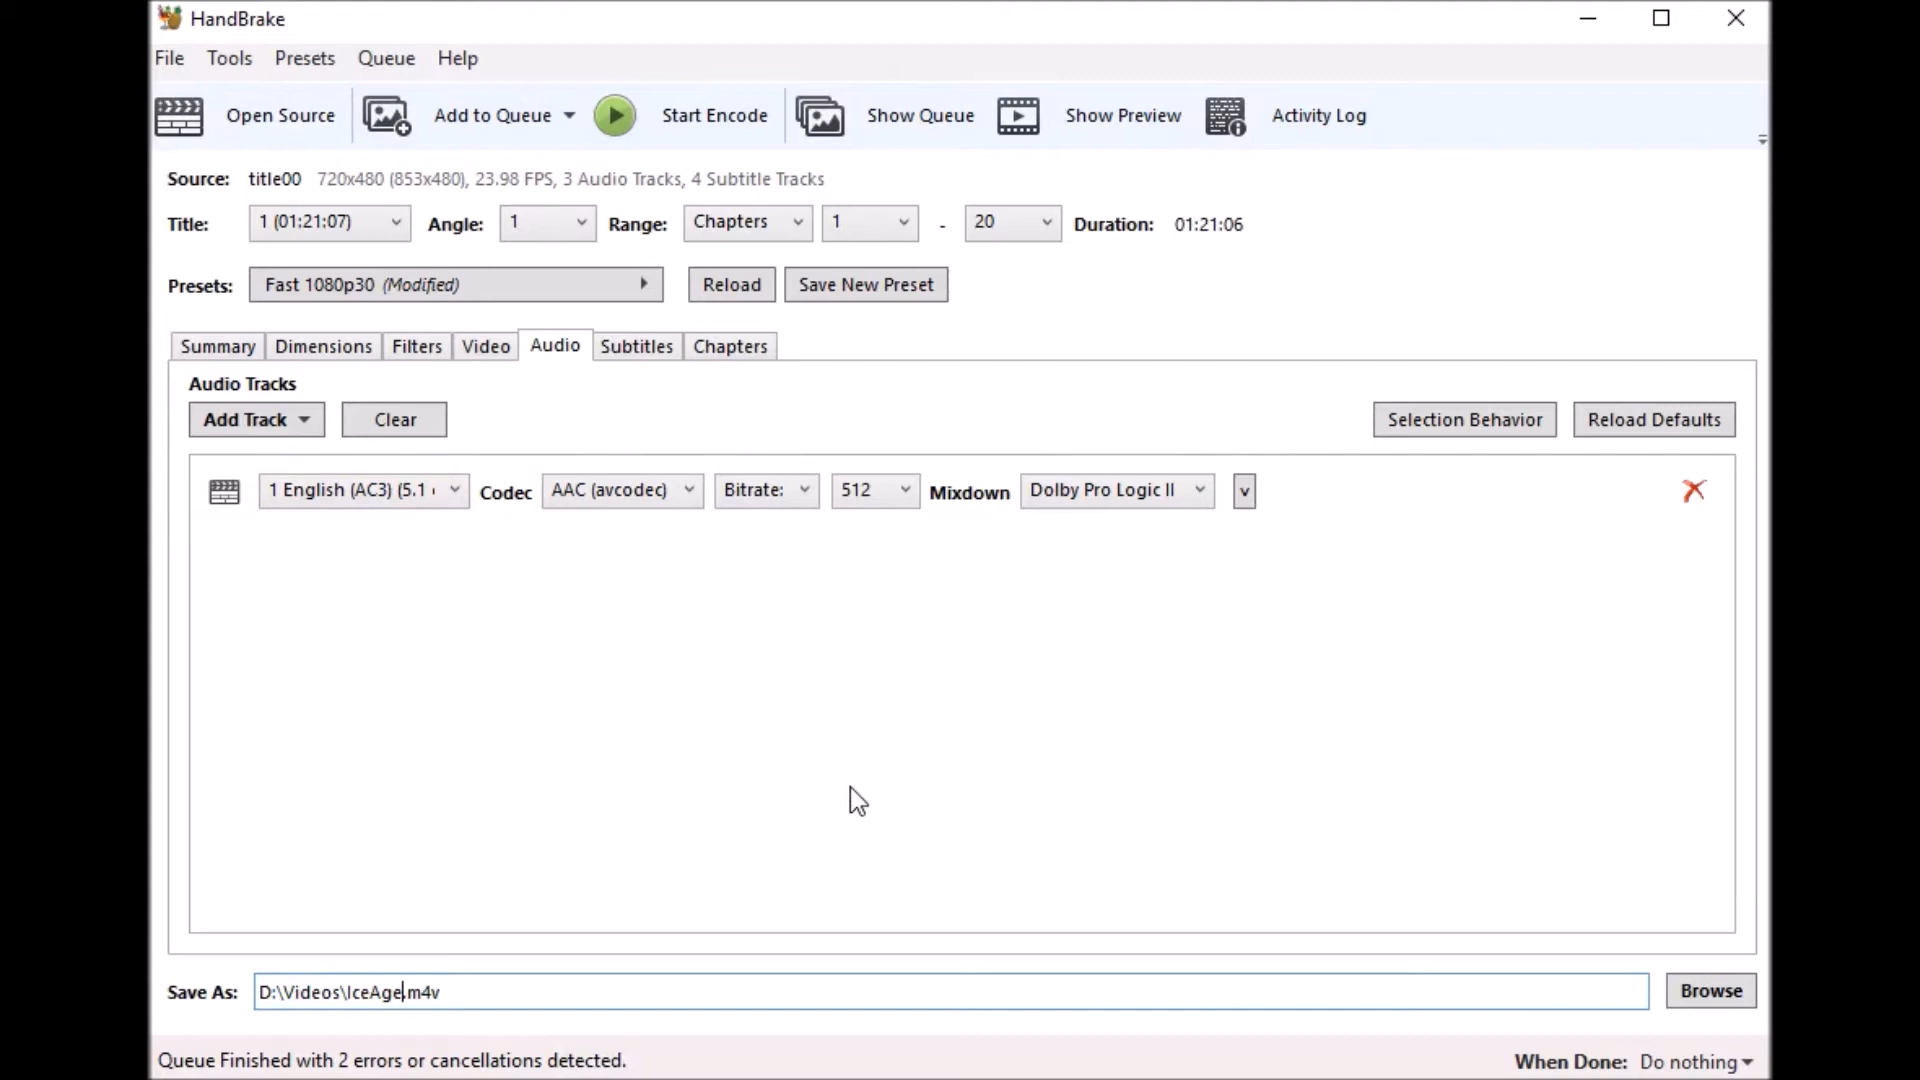 HandBrake
File Tools Presets Queue Help
Open Source Add to Queue Start Encode Show Queue Show Preview Activity Log
Source: title00 720x480 (853x480), 23.98 FPS, 3 Audio Tracks, 4 Subtitle Tracks
Title: 1 (01:21:07) Angle: 1 Range: Chapters 1 - 20 Duration: 01:21:06
Presets: Fast 1080p30 (Modified) Reload Save New Preset
Summary Dimensions Filters Video Audio Subtitles Chapters
Audio Tracks
Add Track Clear Selection Behavior Reload Defaults
1 English (AC3) (5.1 Codec AAC (avcodec) Bitrate: 512 Mixdown Dolby Pro Logic II v
Save As: D:\Videos\IceAge.m4v Browse
Queue Finished with 2 errors or cancellations detected. When Done: Do nothing